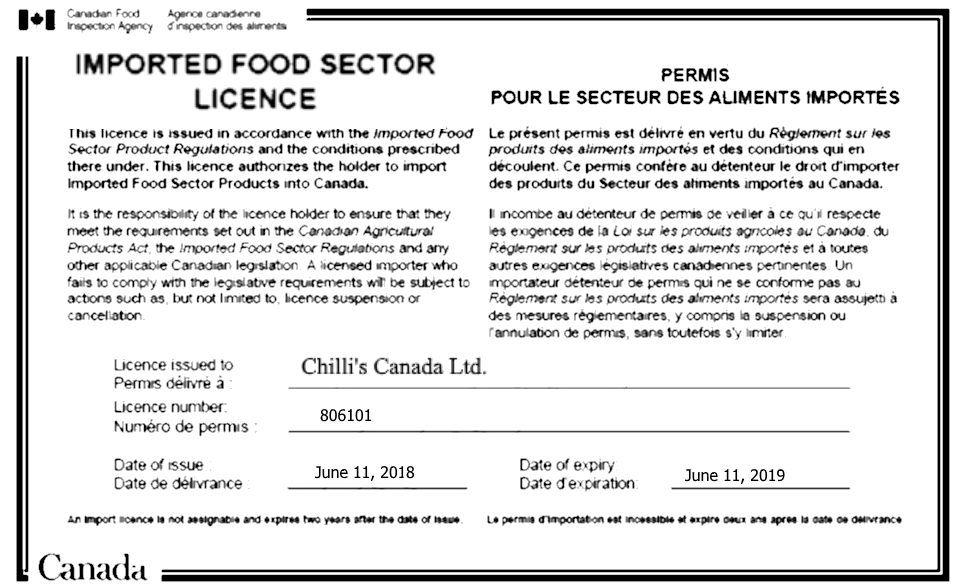 Canadian Food
Inspection Agency
Agence canadienne
d'inspection des aliments
IMPORTED FOOD SECTOR
LICENCE
This licence is issued in accordance with the Imported Food
Sector Product Regulations and the conditions prescribed
there under. This licence authorizes the holder to import
Imported Food Sector Products into Canada.
It is the responsibility of the licence holder to ensure that they
meet the requirements set out in the Canadian Agricultural
Products Act, the Imported Food Sector Regulations and any
other applicable Canadian legislation. A licensed importer who
fails to comply with the legislative requirements will be subject to
actions such as, but not limited to, licence suspension or
cancellation.
PERMIS
POUR LE SECTEUR DES ALIMENTS IMPORTÉS
Le présent permis est délivré en vertu du Règlement sur les
produits des aliments importés et des conditions qui en
découlent. Ce permis confère au détenteur le droit d'importer
des produits du Secteur des aliments importés au Canada.
Il incombe au détenteur de permis de veiller à ce qu'il respecte
les exigences de la Loi sur les produits agricoles au Canada, du
Règlement sur les produits des aliments importés et à toutes
autres exigences législatives canadiennes pertinentes. Un
importateur détenteur de permis qui ne se conforme pas au
Règlement sur les produits des aliments importés sera assujetti à
des mesures réglementaires, y compris la suspension ou
l'annulation de permis, sans toutefois s'y limiter.
Licence issued to
Permis délivré à : Chilli's Canada Ltd.
Licence number:
Numéro de permis : 806101
Date of issue :
Date de délivrance : June 11, 2018
Date of expiry:
Date d'expiration: June 11, 2019
An import licence is not assignable and expires two years after the date of issue.
Le permis d'importation est incessible et expire deux ans après la date de délivrance
Canada